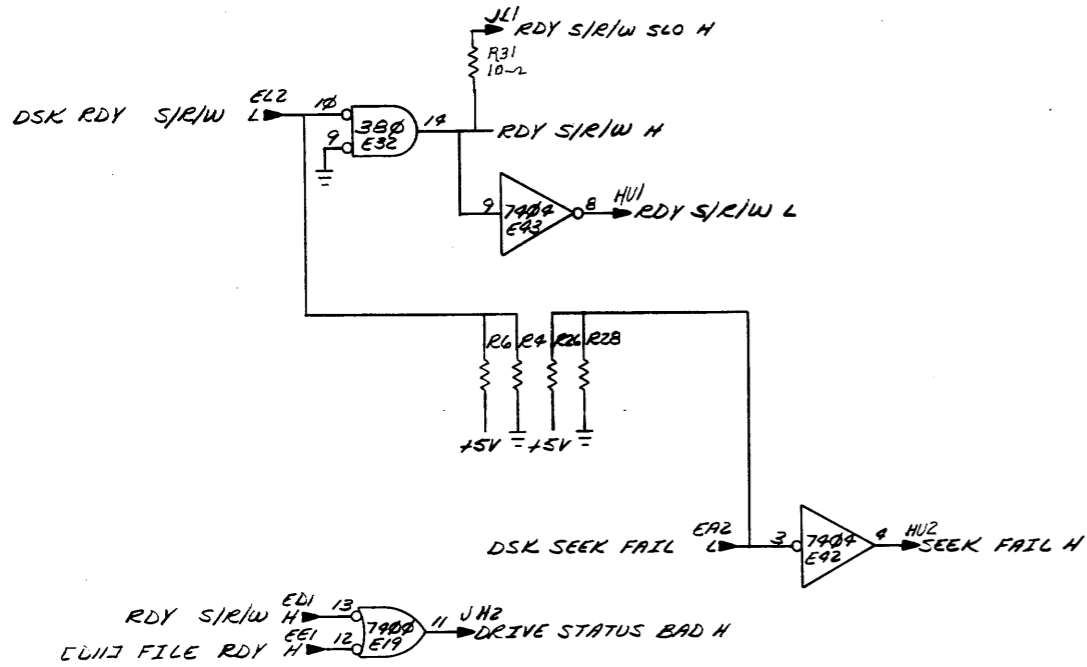 JL1
RDY S/R/W SLO H
R31
10Ω
DSK RDY S/R/W L EL2
10
9
380
E32
14
RDY S/R/W H
9
7404
E43
8
HU1
RDY S/R/W L
R6 R4 R26 R28
+5V +5V
DSK SEEK FAIL L EA2
3
7404
E42
4
HU2
SEEK FAIL H
RDY S/R/W H ED1
13
FILE RDY H EE1
12
7400
E19
11
JH2
DRIVE STATUS BAD H